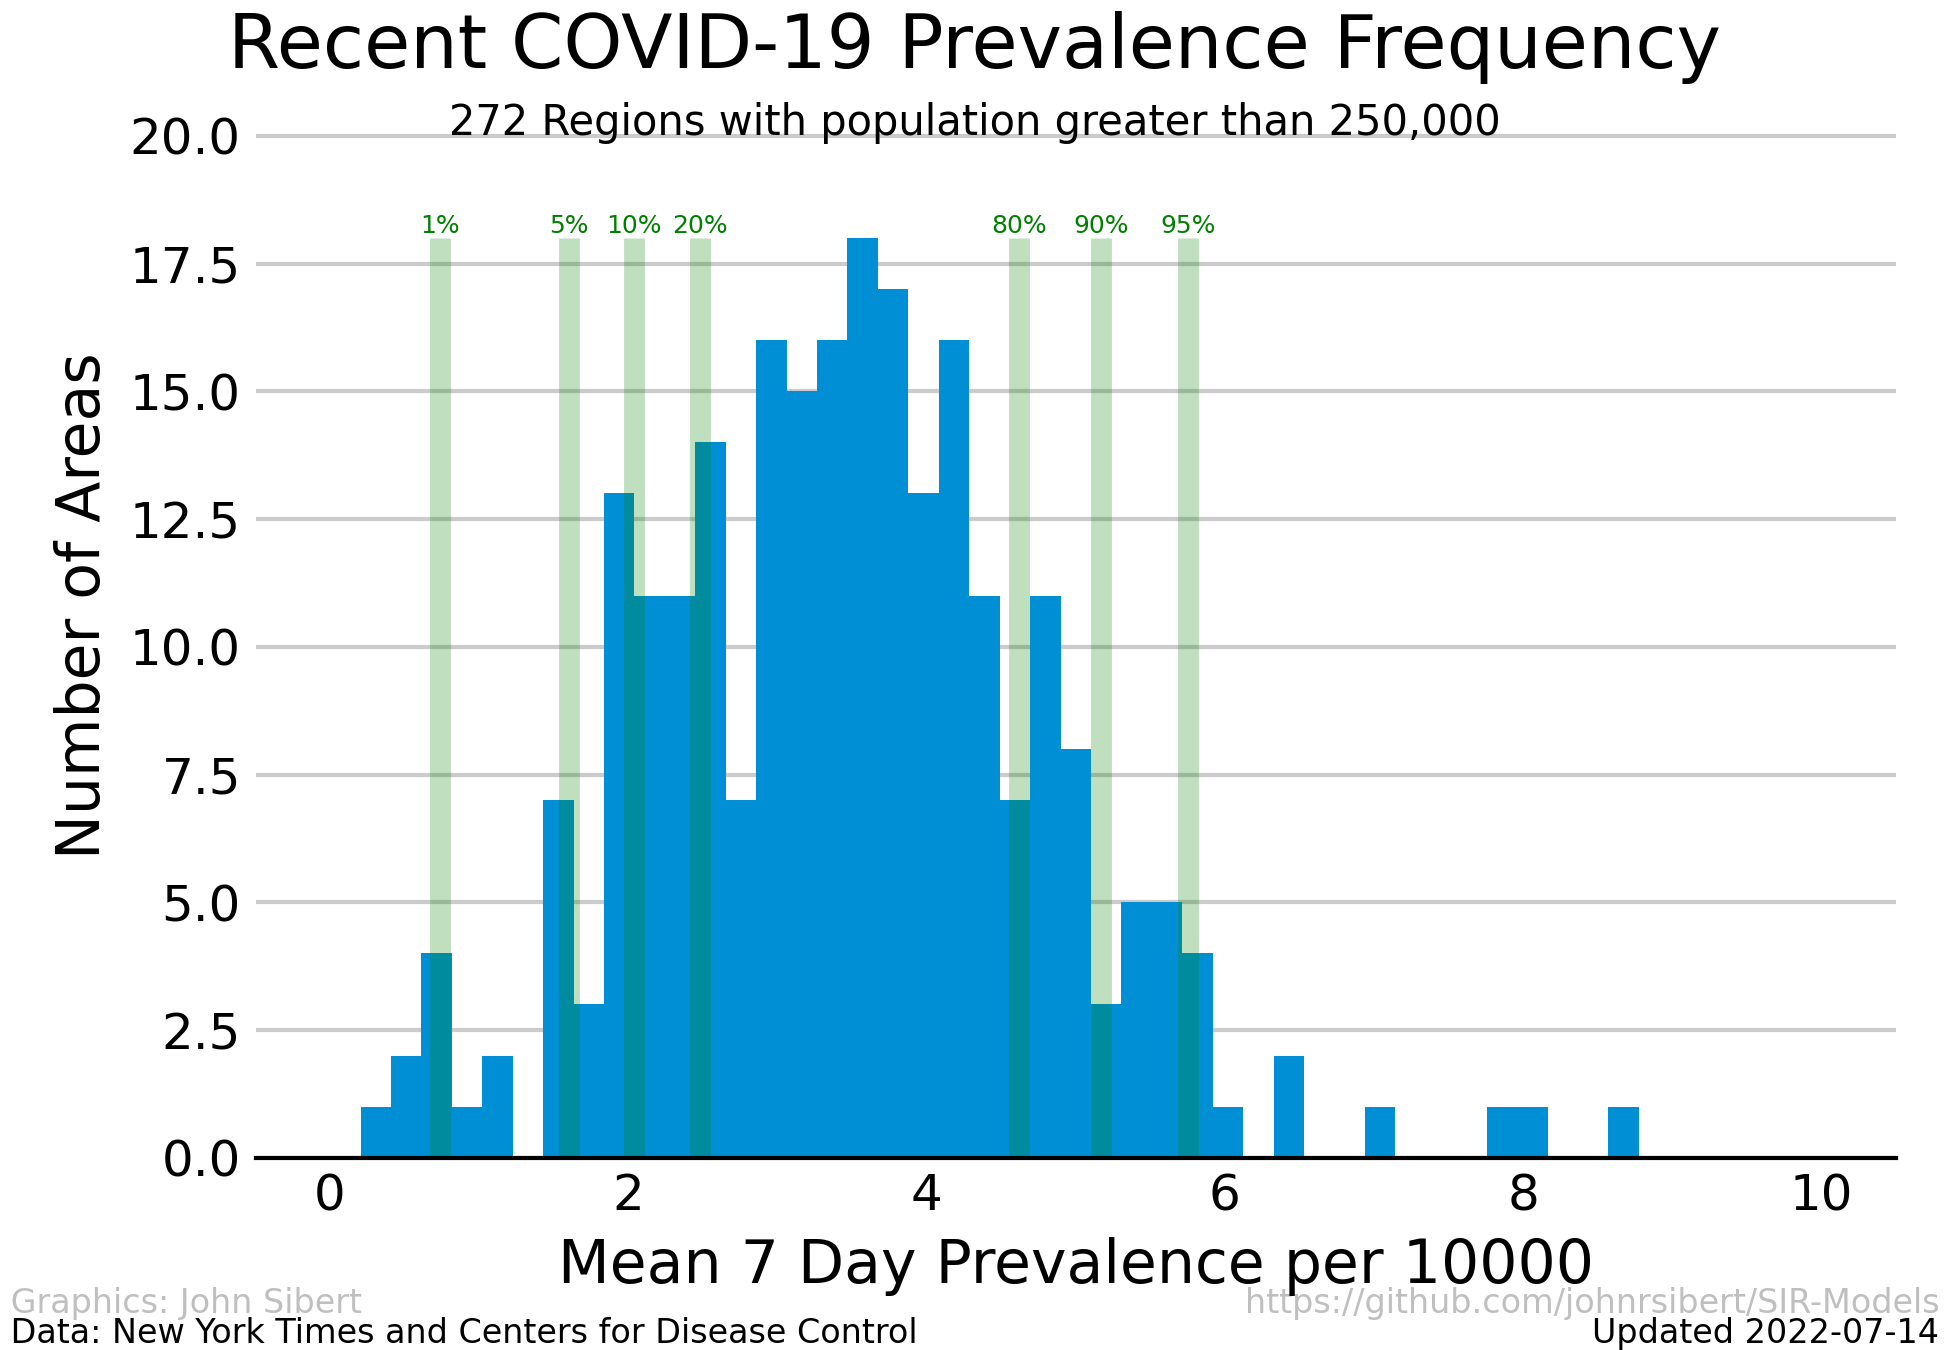 Recent COVID-19 Prevalence Frequency
272 Regions with population greater than 250,000
20.0
17.5
15.0
12.5
10.0
7.5
5.0
2.5
0.0
Number of Areas
1% 5% 10% 20% 80% 90% 95%
0 2 4 6 8 10
Mean 7 Day Prevalence per 10000
Graphics: John Sibert https://github.com/johnrsibert/SIR-Models
Data: New York Times and Centers for Disease Control Updated 2022-07-14